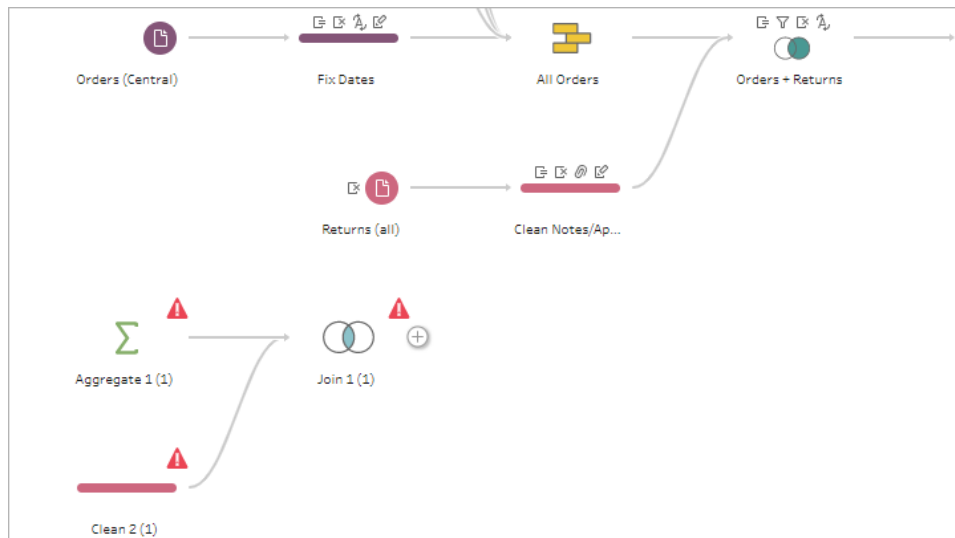 Orders (Central)
Fix Dates
All Orders
Orders + Returns
Returns (all)
Clean Notes/Ap...
Aggregate 1 (1)
Join 1 (1)
Clean 2 (1)